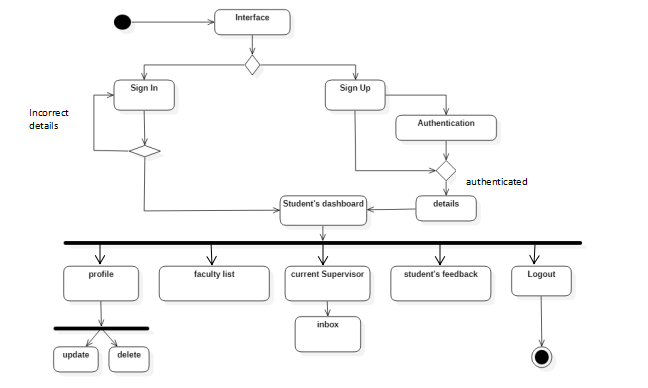 Interface
Sign In
Sign Up
Incorrect
details
Authentication
authenticated
Student's dashboard
details
profile
faculty list
current Supervisor
student's feedback
Logout
inbox
update
delete